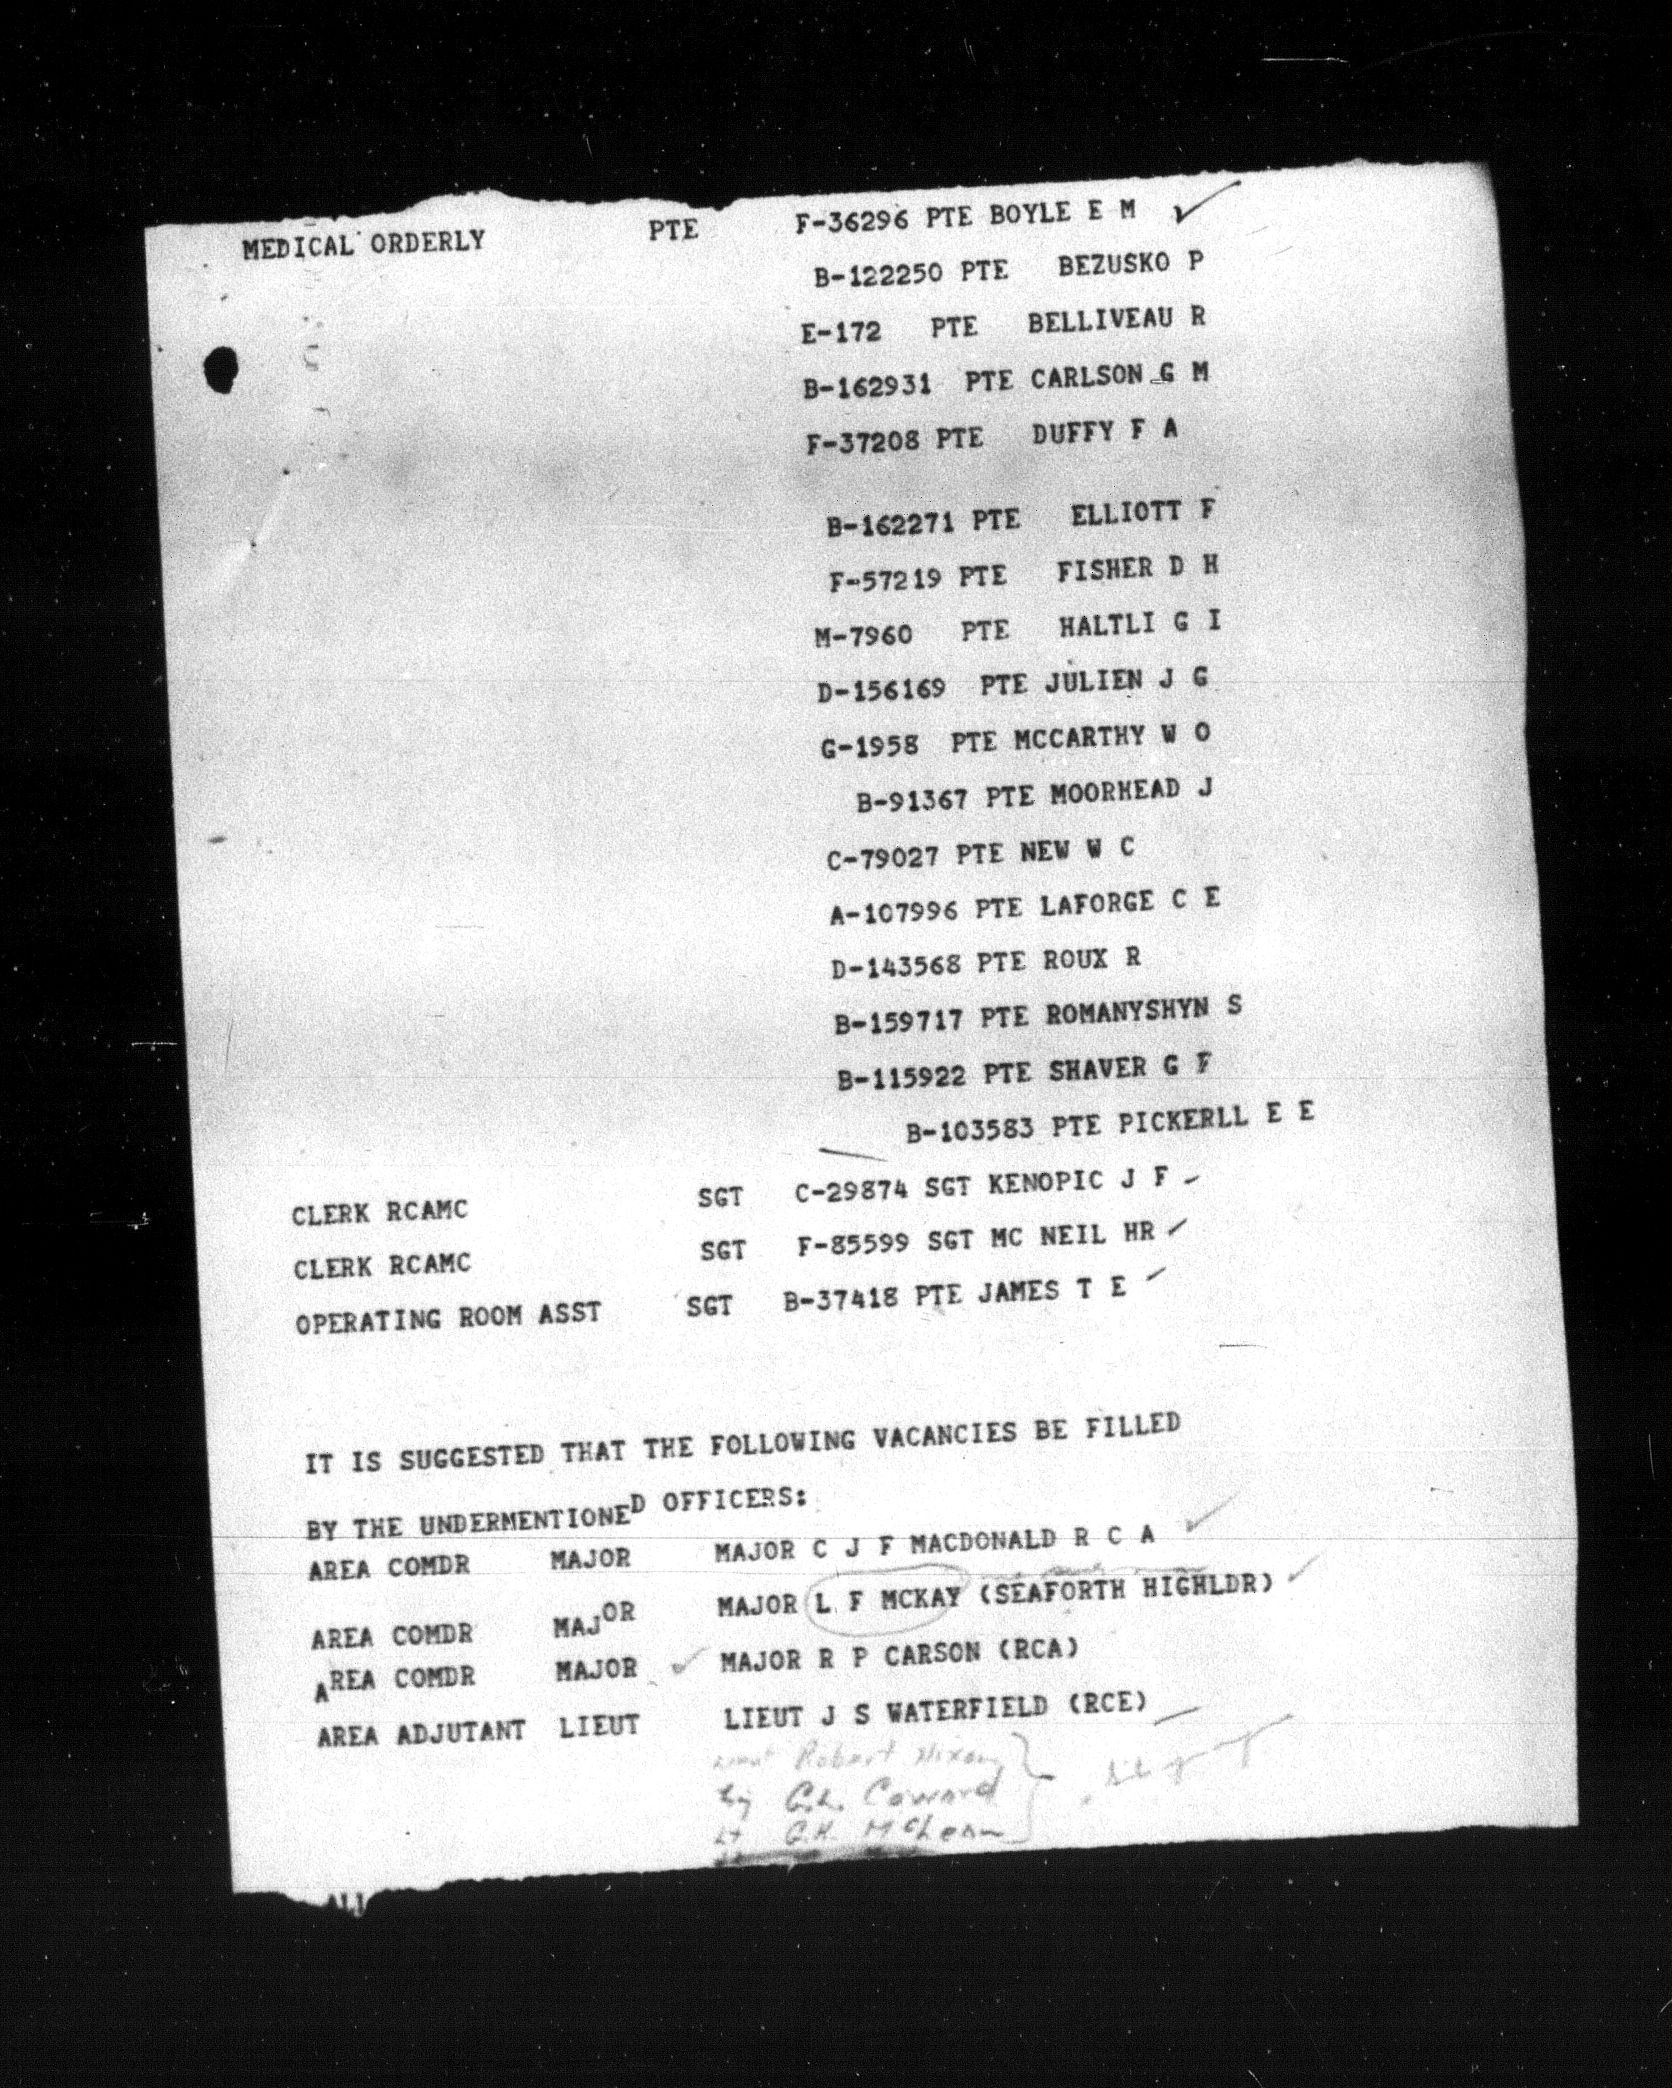 MEDICAL ORDERLY PTE F-36296 PTE BOYLE E M
B-122250 PTE BEZUSKO P
E-172 PTE BELLIVEAU R
B-162931 PTE CARLSON G M
F-37208 PTE DUFFY F A
B-162271 PTE ELLIOTT F
F-57219 PTE FISHER D H
M-7960 PTE HALTLI G I
D-156169 PTE JULIEN J G
G-1958 PTE MCCARTHY W O
B-91367 PTE MOORHEAD J
C-79027 PTE NEW W C
A-107996 PTE LAFORGE C E
D-143568 PTE ROUX R
B-159717 PTE ROMANYSHYN S
B-115922 PTE SHAVER G F
B-103583 PTE PICKERLL E E
CLERK RCAMC SGT C-29874 SGT KENOPIC J F
CLERK RCAMC SGT F-85599 SGT MC NEIL HR
OPERATING ROOM ASST SGT B-37418 PTE JAMES T E
IT IS SUGGESTED THAT THE FOLLOWING VACANCIES BE FILLED
BY THE UNDERMENTIONED OFFICERS:
AREA COMDR MAJOR MAJOR C J F MACDONALD R C A
AREA COMDR MAJOR MAJOR L F MCKAY (SEAFORTH HIGHLDR)
AREA COMDR MAJOR MAJOR R P CARSON (RCA)
AREA ADJUTANT LIEUT LIEUT J S WATERFIELD (RCE)
Robert
Coward
Lt G.H. McLean